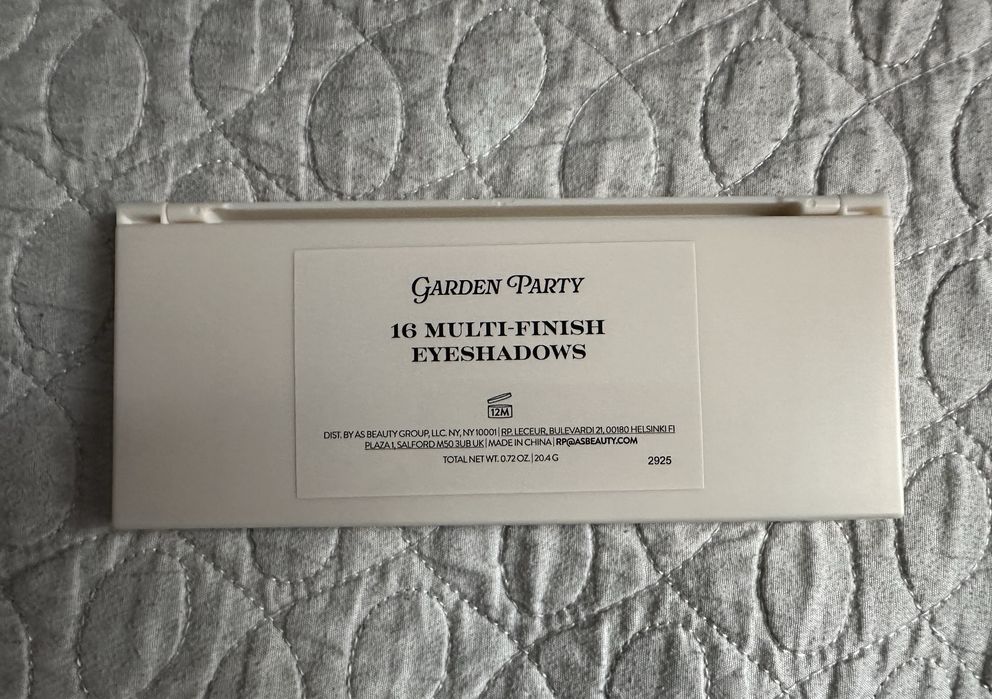 GARDEN PARTY
16 MULTI-FINISH
EYESHADOWS
12M
DIST. BY AS BEAUTY GROUP, LLC. NY, NY 10001 | RP. LECEUR, BULEVARDI 21, 00180 HELSINKI FI
PLAZA 1, SALFORD M50 3UB UK | MADE IN CHINA | RP@ASBEAUTY.COM
TOTAL NET WT. 0.72 OZ. | 20.4 G
2925